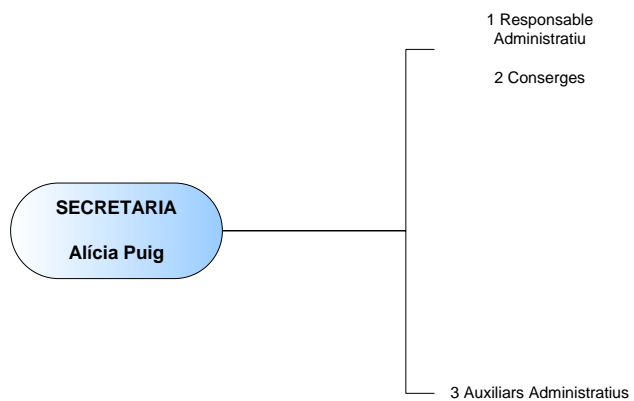 1 Responsable
Administratiu
2 Conserges
SECRETARIA
Alícia Puig
3 Auxiliars Administratius